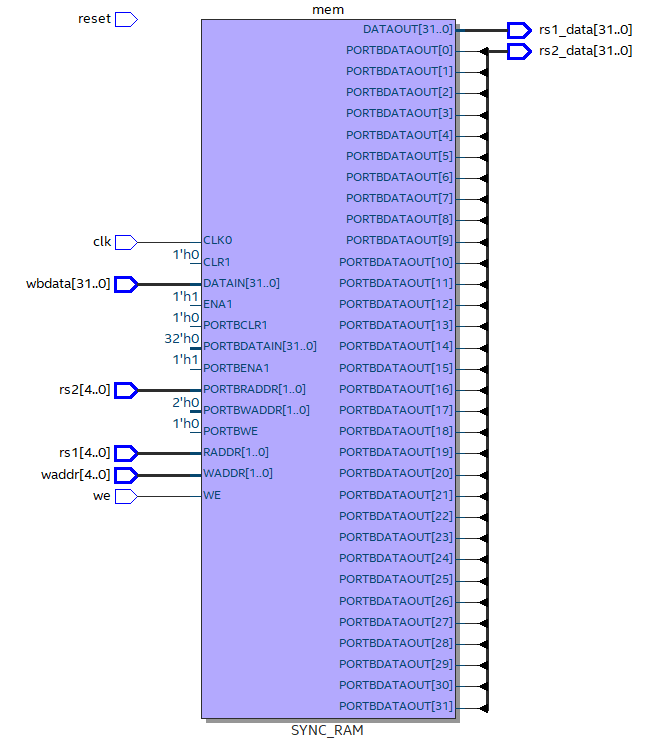 mem
reset
DATAOUT[31..0]
rs1_data[31..0]
PORTBDATAOUT[0]
rs2_data[31..0]
PORTBDATAOUT[1]
PORTBDATAOUT[2]
PORTBDATAOUT[3]
PORTBDATAOUT[4]
PORTBDATAOUT[5]
PORTBDATAOUT[6]
PORTBDATAOUT[7]
PORTBDATAOUT[8]
clk
CLK0
PORTBDATAOUT[9]
1'h0
CLR1
PORTBDATAOUT[10]
wbdata[31..0]
DATAIN[31..0]
PORTBDATAOUT[11]
1'h1
ENA1
PORTBDATAOUT[12]
1'h0
PORTBCLR1
PORTBDATAOUT[13]
32'h0
PORTBDATAIN[31..0]
PORTBDATAOUT[14]
1'h1
PORTBENA1
PORTBDATAOUT[15]
rs2[4..0]
PORTBRADDR[1..0]
PORTBDATAOUT[16]
2'h0
PORTBWADDR[1..0]
PORTBDATAOUT[17]
1'h0
PORTBWE
PORTBDATAOUT[18]
rs1[4..0]
RADDR[1..0]
PORTBDATAOUT[19]
waddr[4..0]
WADDR[1..0]
PORTBDATAOUT[20]
we
WE
PORTBDATAOUT[21]
PORTBDATAOUT[22]
PORTBDATAOUT[23]
PORTBDATAOUT[24]
PORTBDATAOUT[25]
PORTBDATAOUT[26]
PORTBDATAOUT[27]
PORTBDATAOUT[28]
PORTBDATAOUT[29]
PORTBDATAOUT[30]
PORTBDATAOUT[31]
SYNC_RAM